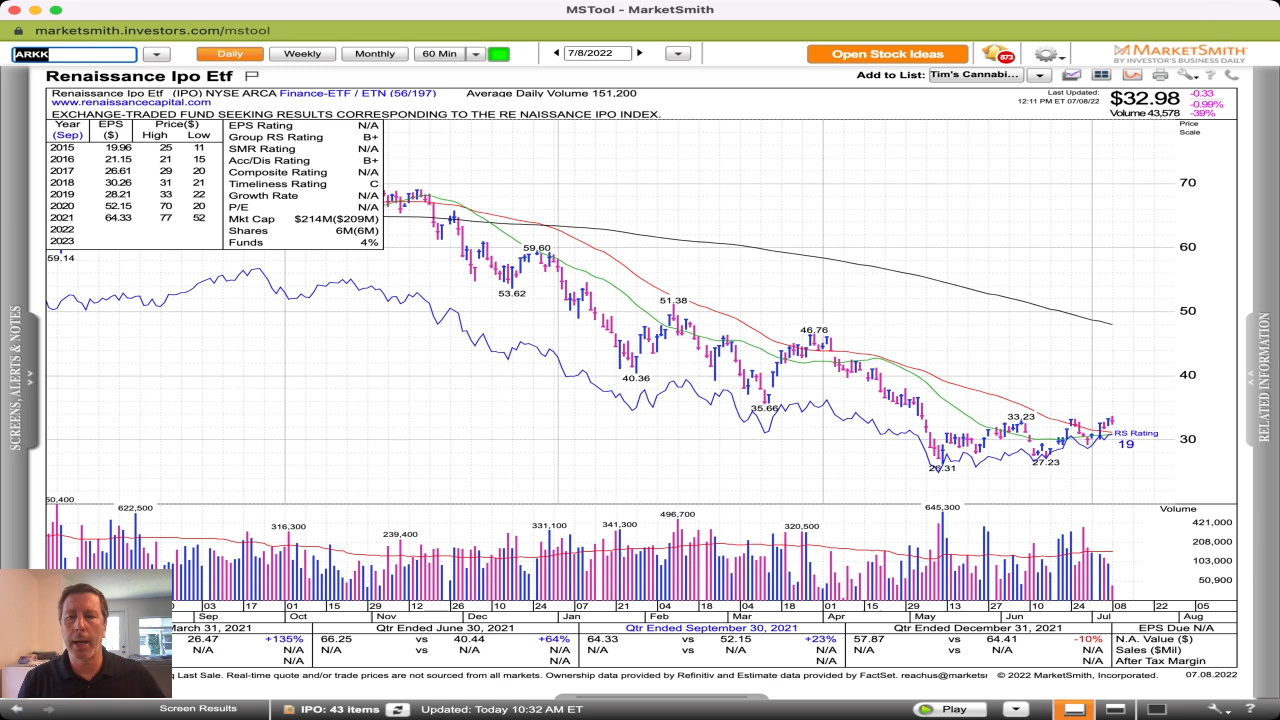 MSTool - MarketSmith
marketsmith.investors.com/mstool
ARKK Daily Weekly Monthly 60 Min 7/8/2022 Open Stock Ideas 873 MARKETSMITH
BY INVESTOR'S BUSINESS DAILY
Renaissance Ipo Etf Add to List: Tim's Cannabi...
Renaissance Ipo Etf (IPO) NYSE ARCA Finance-ETF / ETN (56/197) Average Daily Volume 151,200
www.renaissancecapital.com
EXCHANGE-TRADED FUND SEEKING RESULTS CORRESPONDING TO THE RE NAISSANCE IPO INDEX.
Last Updated:
12:11 PM ET 07/08/22
$32.98 -0.33
-0.99%
Volume 43,578 -39%
Year EPS Price($)
(Sep) ($) High Low
2015 19.96 25 11
2016 21.15 21 15
2017 26.61 29 20
2018 30.26 31 21
2019 28.21 33 22
2020 52.15 70 20
2021 64.33 77 52
2022
2023
EPS Rating N/A
Group RS Rating B+
SMR Rating N/A
Acc/Dis Rating B+
Composite Rating N/A
Timeliness Rating C
Growth Rate N/A
P/E N/A
Mkt Cap $214M($209M)
Shares 6M(6M)
Funds 4%
Price
Scale
70
60
50
40
30
59.14
59.60
53.62
51.38
46.76
40.36
35.66
33.23
26.31
27.23
RS Rating
19
SCREENS, ALERTS & NOTES
RELATED INFORMATION
50,400 622,500 316,300 239,400 331,100 341,300 496,700 320,500 645,300
Volume
421,000
208,000
103,000
50,900
03 17 01 15 29 12 26 10 24 07 21 04 18 04 18 01 15 29 13 27 10 24 08 22 05
Sep Oct Nov Dec Jan Feb Mar Apr May Jun Jul Aug
March 31, 2021 Qtr Ended June 30, 2021 Qtr Ended September 30, 2021 Qtr Ended December 31, 2021 EPS Due N/A
26.47 +135% 66.25 vs 40.44 +64% 64.33 vs 52.15 +23% 57.87 vs 64.41 -10% N.A. Value ($)
N/A N/A N/A vs N/A N/A N/A vs N/A N/A N/A vs N/A N/A Sales ($Mil)
N/A N/A N/A N/A After Tax Margin
q Last Sale. Real-time quote and/or trade prices are not sourced from all markets. Ownership data provided by Refinitiv and Estimate data provided by FactSet. reachus@markets © 2022 MarketSmith, Incorporated. 07.08.2022
Screen Results IPO: 43 items Updated: Today 10:32 AM ET Play